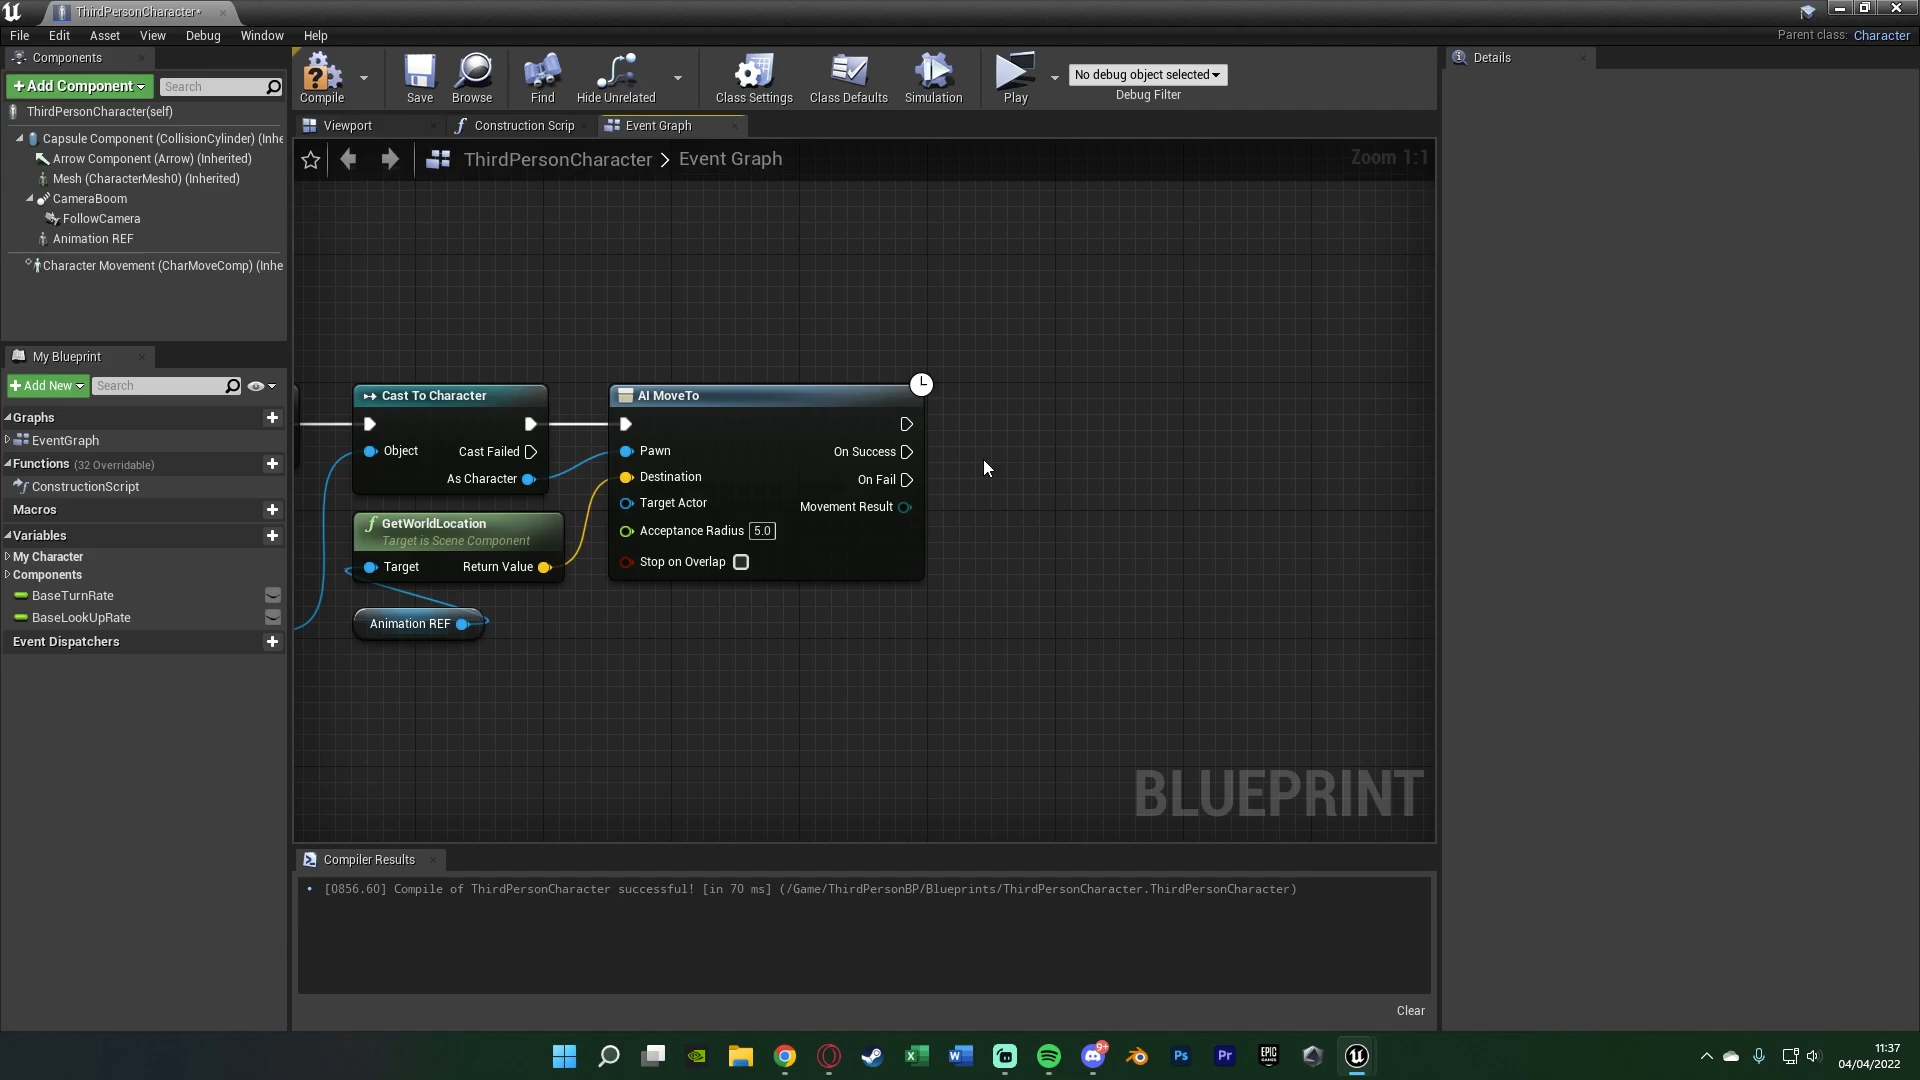 ThirdPersonCharacter*
File Edit Asset View Debug Window Help
Parent class: Character
Components
+Add Component Search
ThirdPersonCharacter(self)
Capsule Component (CollisionCylinder) (Inhe
Arrow Component (Arrow) (Inherited)
Mesh (CharacterMesh0) (Inherited)
CameraBoom
FollowCamera
Animation REF
Character Movement (CharMoveComp) (Inhe
My Blueprint
+Add New Search
Graphs
EventGraph
Functions (32 Overridable)
ConstructionScript
Macros
Variables
My Character
Components
BaseTurnRate
BaseLookUpRate
Event Dispatchers
Compile Save Browse Find Hide Unrelated Class Settings Class Defaults Simulation Play
No debug object selected
Debug Filter
Viewport Construction Scrip Event Graph
ThirdPersonCharacter > Event Graph
Zoom 1:1
Cast To Character
Object Cast Failed
As Character
GetWorldLocation
Target is Scene Component
Target Return Value
Animation REF
AI MoveTo
Pawn On Success
Destination On Fail
Target Actor Movement Result
Acceptance Radius 5.0
Stop on Overlap
BLUEPRINT
Compiler Results
[0856.60] Compile of ThirdPersonCharacter successful! [in 70 ms] (/Game/ThirdPersonBP/Blueprints/ThirdPersonCharacter.ThirdPersonCharacter)
Clear
Details
Ps Pr EPIC GAMES 9+
11:37
04/04/2022